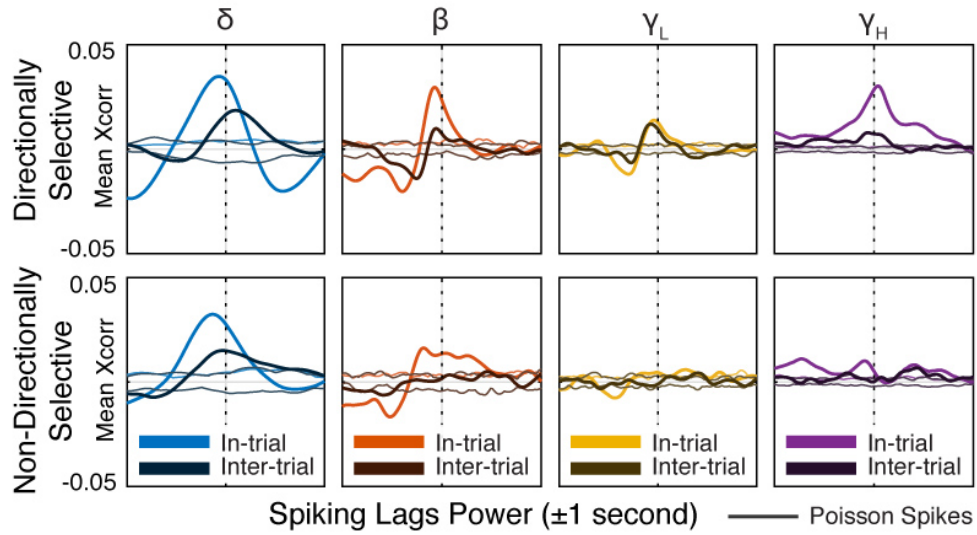 δ β γL γH
Directionally
Selective
Mean Xcorr
0.05
-0.05
Non-Directionally
Selective
Mean Xcorr
0.05
-0.05
In-trial
Inter-trial
In-trial
Inter-trial
In-trial
Inter-trial
In-trial
Inter-trial
Spiking Lags Power (±1 second)
Poisson Spikes